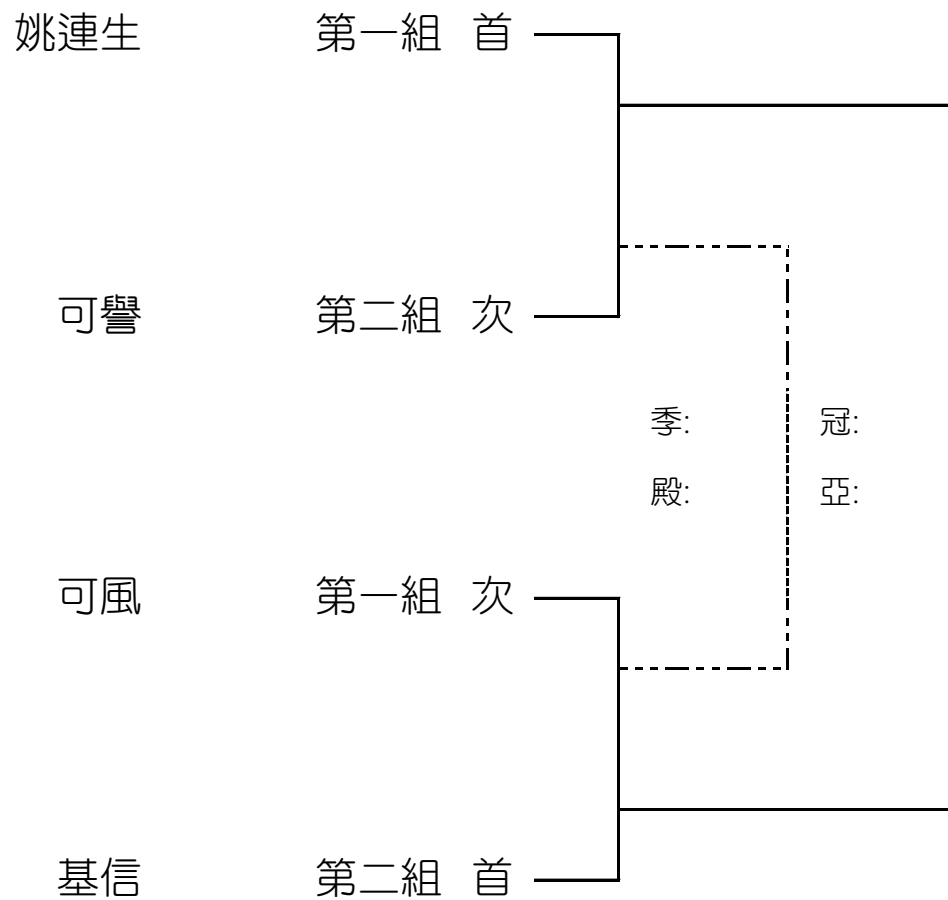 姚連生 第一組 首
可譽 第二組 次
季: 冠:
殿: 亞:
可風 第一組 次
基信 第二組 首